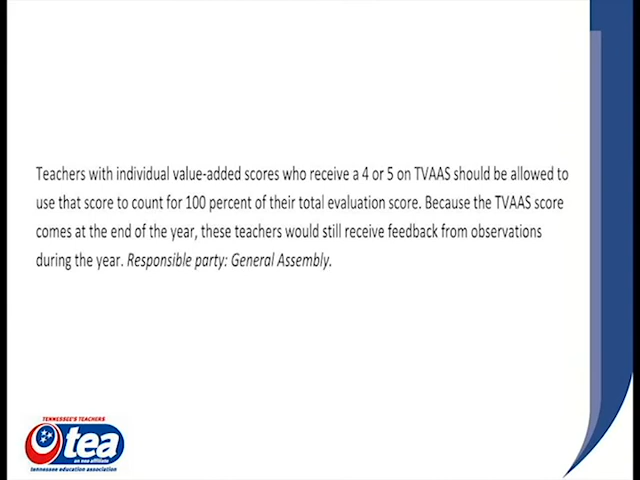 Teachers with individual value-added scores who receive a 4 or 5 on TVAAS should be allowed to
use that score to count for 100 percent of their total evaluation score. Because the TVAAS score
comes at the end of the year, these teachers would still receive feedback from observations
during the year. Responsible party: General Assembly.
TENNESSEE'S TEACHERS
tea
an nea affiliate
tennessee education association